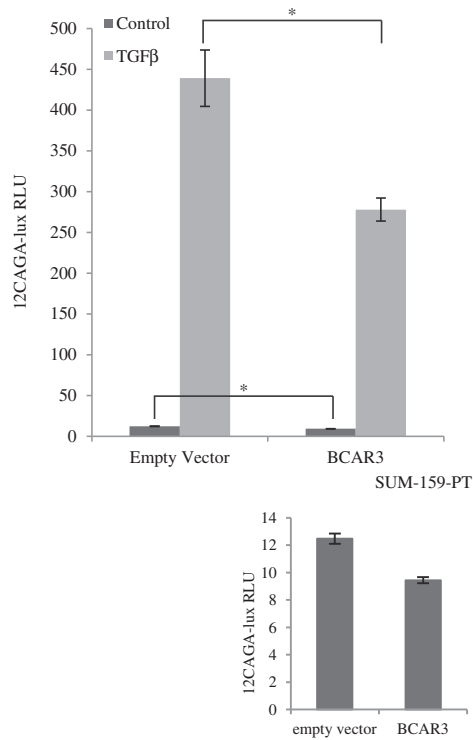 *
500
Control
450
TGFβ
400
350
300
250
200
150
100
50
0
12CAGA-lux RLU
*
Empty Vector
BCAR3
SUM-159-PT
14
12
10
8
6
4
2
0
12CAGA-lux RLU
empty vector
BCAR3